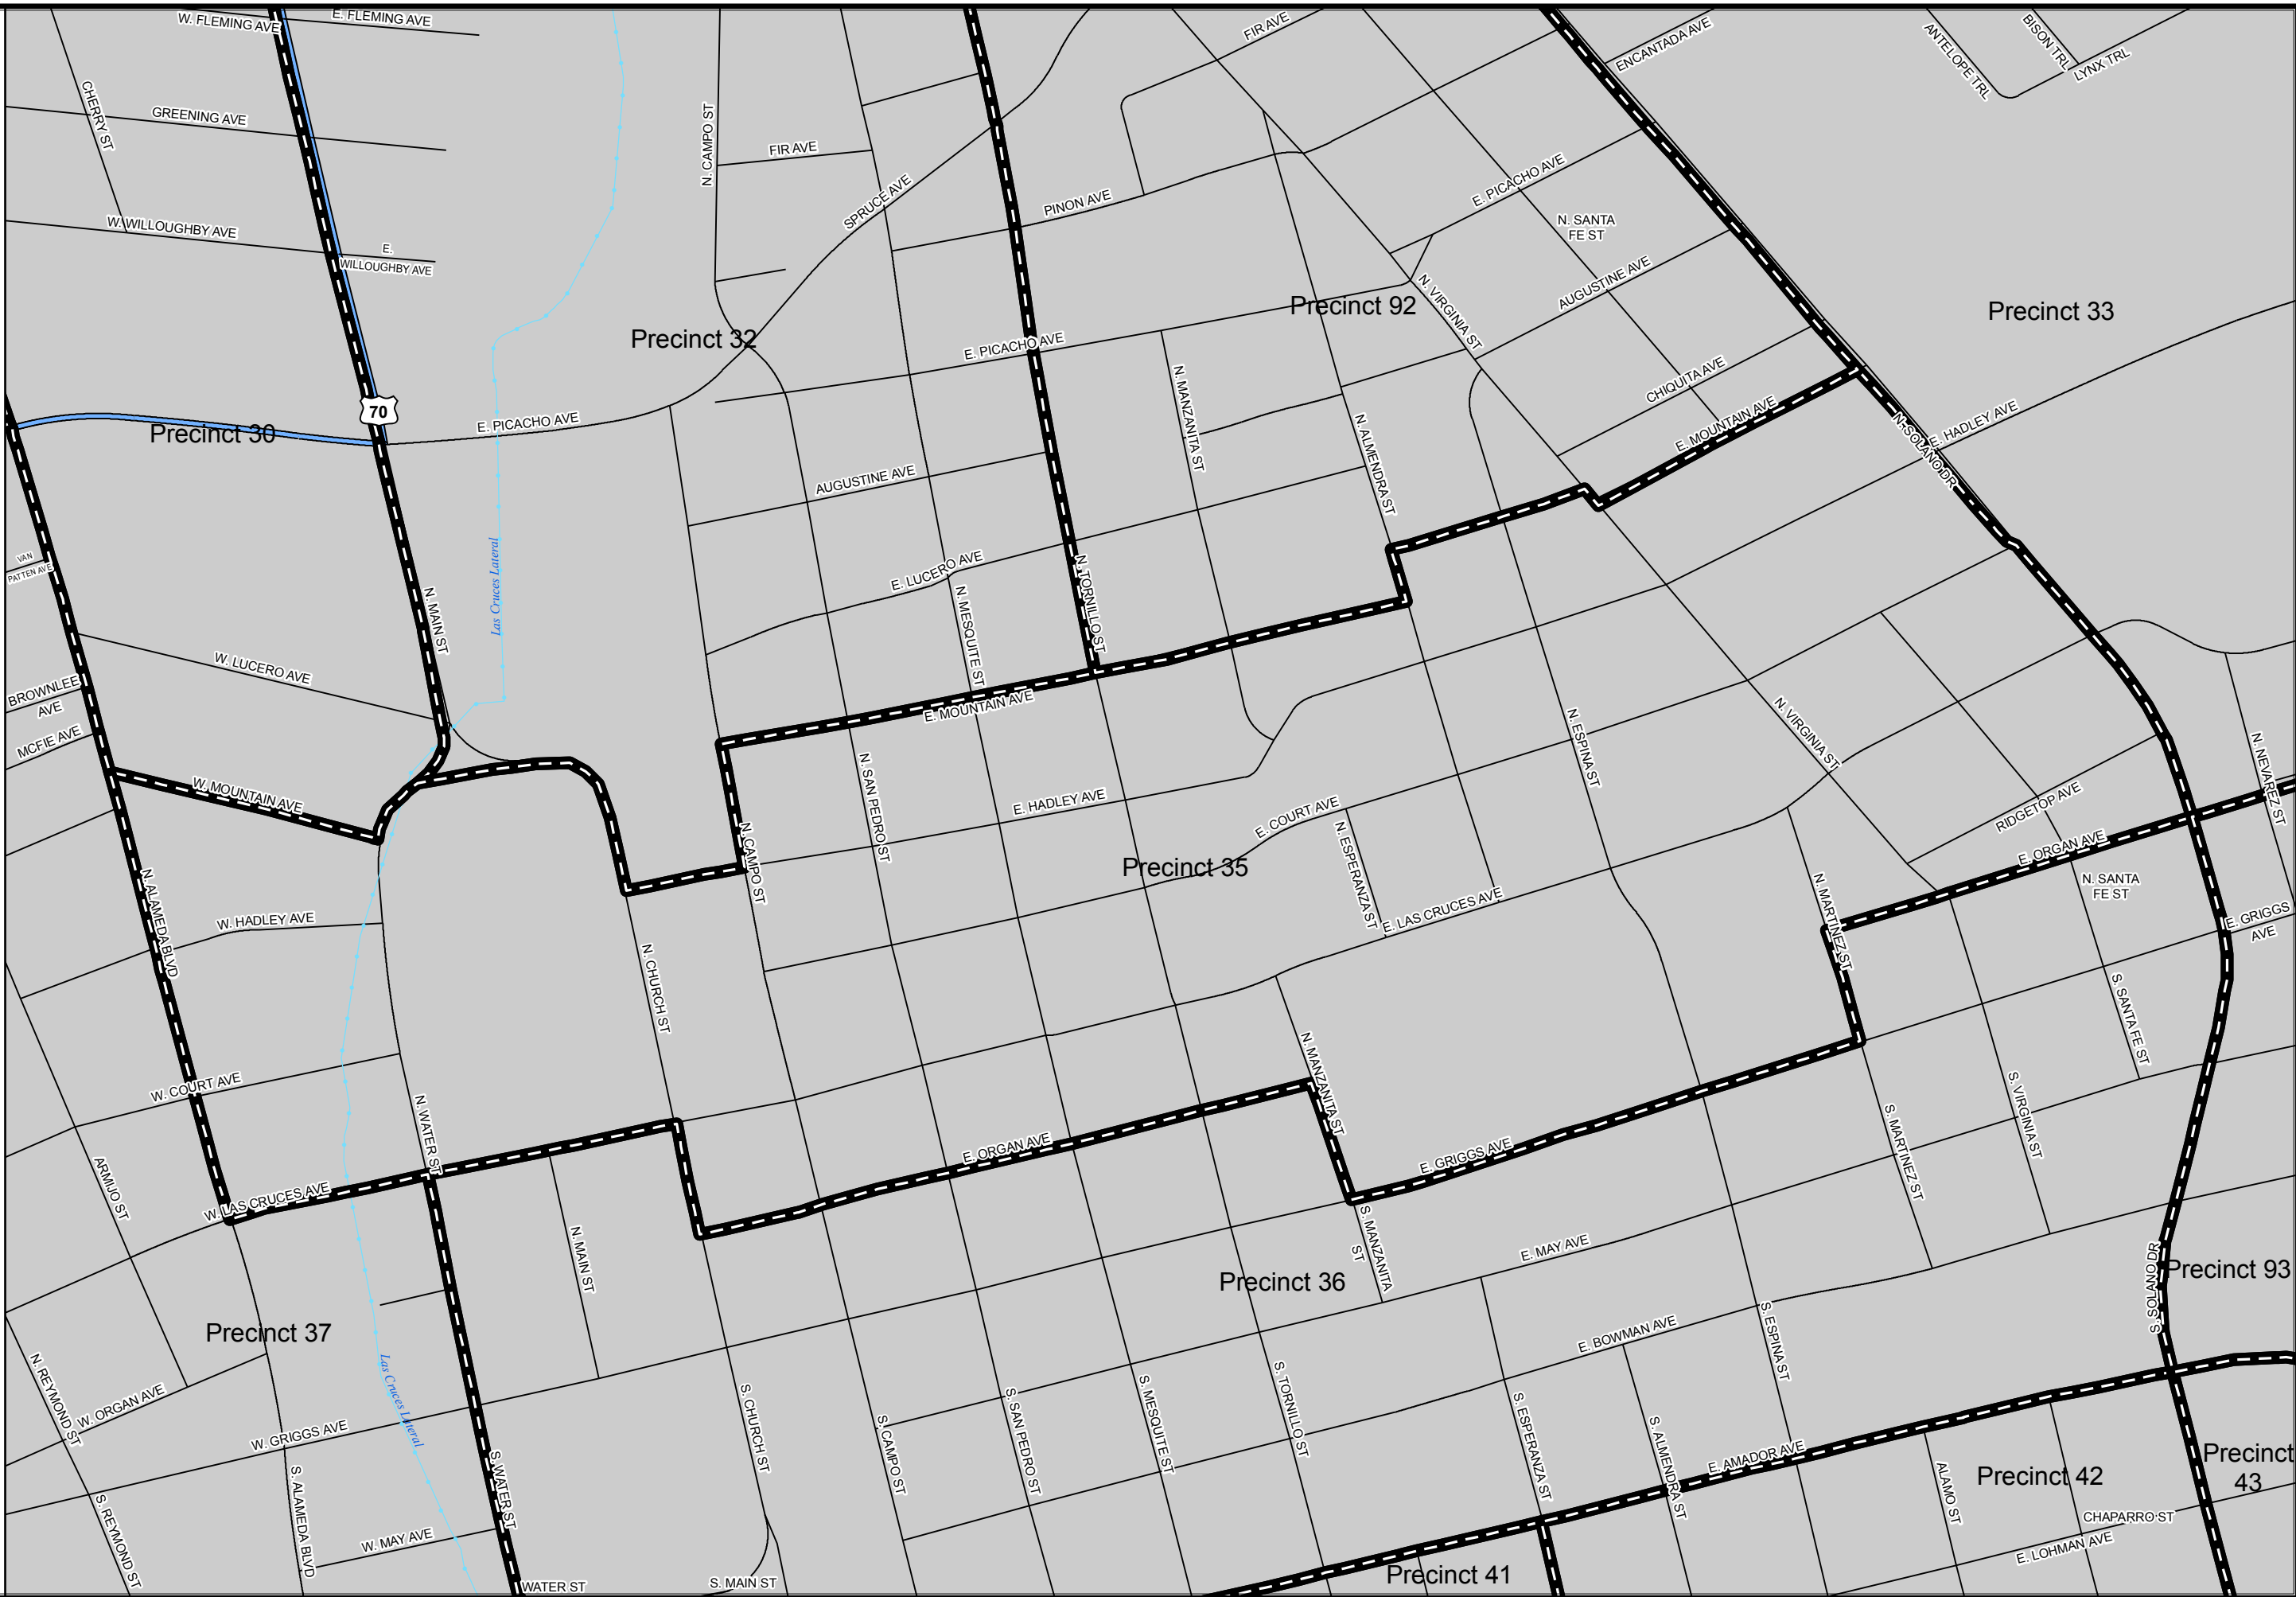 W. FLEMING AVE
E. FLEMING AVE
FIR AVE
ENCANTADA AVE
ANTELOPE TRL
BISON TRL
LYNX TRL
CHERRY ST
GREENING AVE
N. CAMPO ST
FIR AVE
SPRUCE AVE
PINON AVE
E. PICACHO AVE
N. SANTA
FE ST
W. WILLOUGHBY AVE
E.
WILLOUGHBY AVE
AUGUSTINE AVE
N. VIRGINIA ST
Precinct 92
Precinct 33
Precinct 32
E. PICACHO AVE
N. MANZANITA ST
CHIQUITA AVE
E. MOUNTAIN AVE
70
Precinct 30
E. PICACHO AVE
N. ALMENDRA ST
N. SOLANO DR
E. HADLEY AVE
AUGUSTINE AVE
VAN
PATTEN AVE
Las Cruces Lateral
N. MAIN ST
E. LUCERO AVE
N. MESQUITE ST
N. TORNILLO ST
W. LUCERO AVE
BROWNLEE
AVE
MCFIE AVE
E. MOUNTAIN AVE
N. ESPINA ST
N. VIRGINIA ST
N. NEVAREZ ST
W. MOUNTAIN AVE
N. SAN PEDRO ST
E. HADLEY AVE
E. COURT AVE
N. ESPERANZA ST
RIDGETOP AVE
E. ORGAN AVE
N. CAMPO ST
Precinct 35
N. ALAMEDA BLVD
W. HADLEY AVE
E. LAS CRUCES AVE
N. MARTINEZ ST
N. SANTA
FE ST
E. GRIGGS
AVE
N. CHURCH ST
S. SANTA FE ST
W. COURT AVE
N. WATER ST
N. MANZANITA ST
S. VIRGINIA ST
S. MARTINEZ ST
E. ORGAN AVE
E. GRIGGS AVE
ARMIJO ST
W. LAS CRUCES AVE
N. MAIN ST
S. MANZANITA
ST
E. MAY AVE
Precinct 36
S. SOLANO DR
Precinct 93
Precinct 37
S. ESPINA ST
E. BOWMAN AVE
N. REYMOND ST
W. ORGAN AVE
Las Cruces Lateral
W. GRIGGS AVE
S. CHURCH ST
S. CAMPO ST
S. SAN PEDRO ST
S. MESQUITE ST
S. TORNILLO ST
S. ESPERANZA ST
S. ALMENDRA ST
E. AMADOR AVE
ALAMO ST
Precinct 42
Precinct
43
S. REYMOND ST
S. ALAMEDA BLVD
S. WATER ST
W. MAY AVE
CHAPARRO ST
E. LOHMAN AVE
WATER ST
S. MAIN ST
Precinct 41